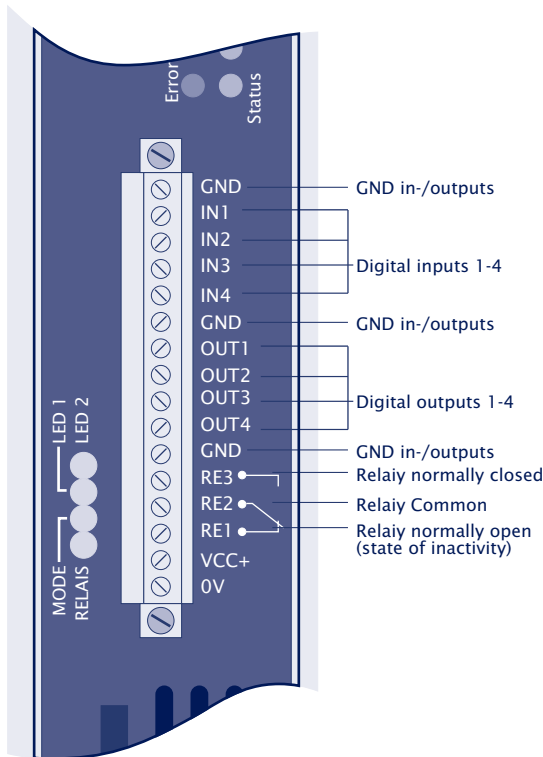 Error
Status
GND
GND in-/outputs
IN1
IN2
IN3
Digital inputs 1-4
IN4
GND
GND in-/outputs
OUT1
OUT2
OUT3
Digital outputs 1-4
OUT4
GND
GND in-/outputs
RE3
Relaiy normally closed
RE2
Relaiy Common
RE1
Relaiy normally open
(state of inactivity)
VCC+
0V
LED 1
LED 2
MODE
RELAIS